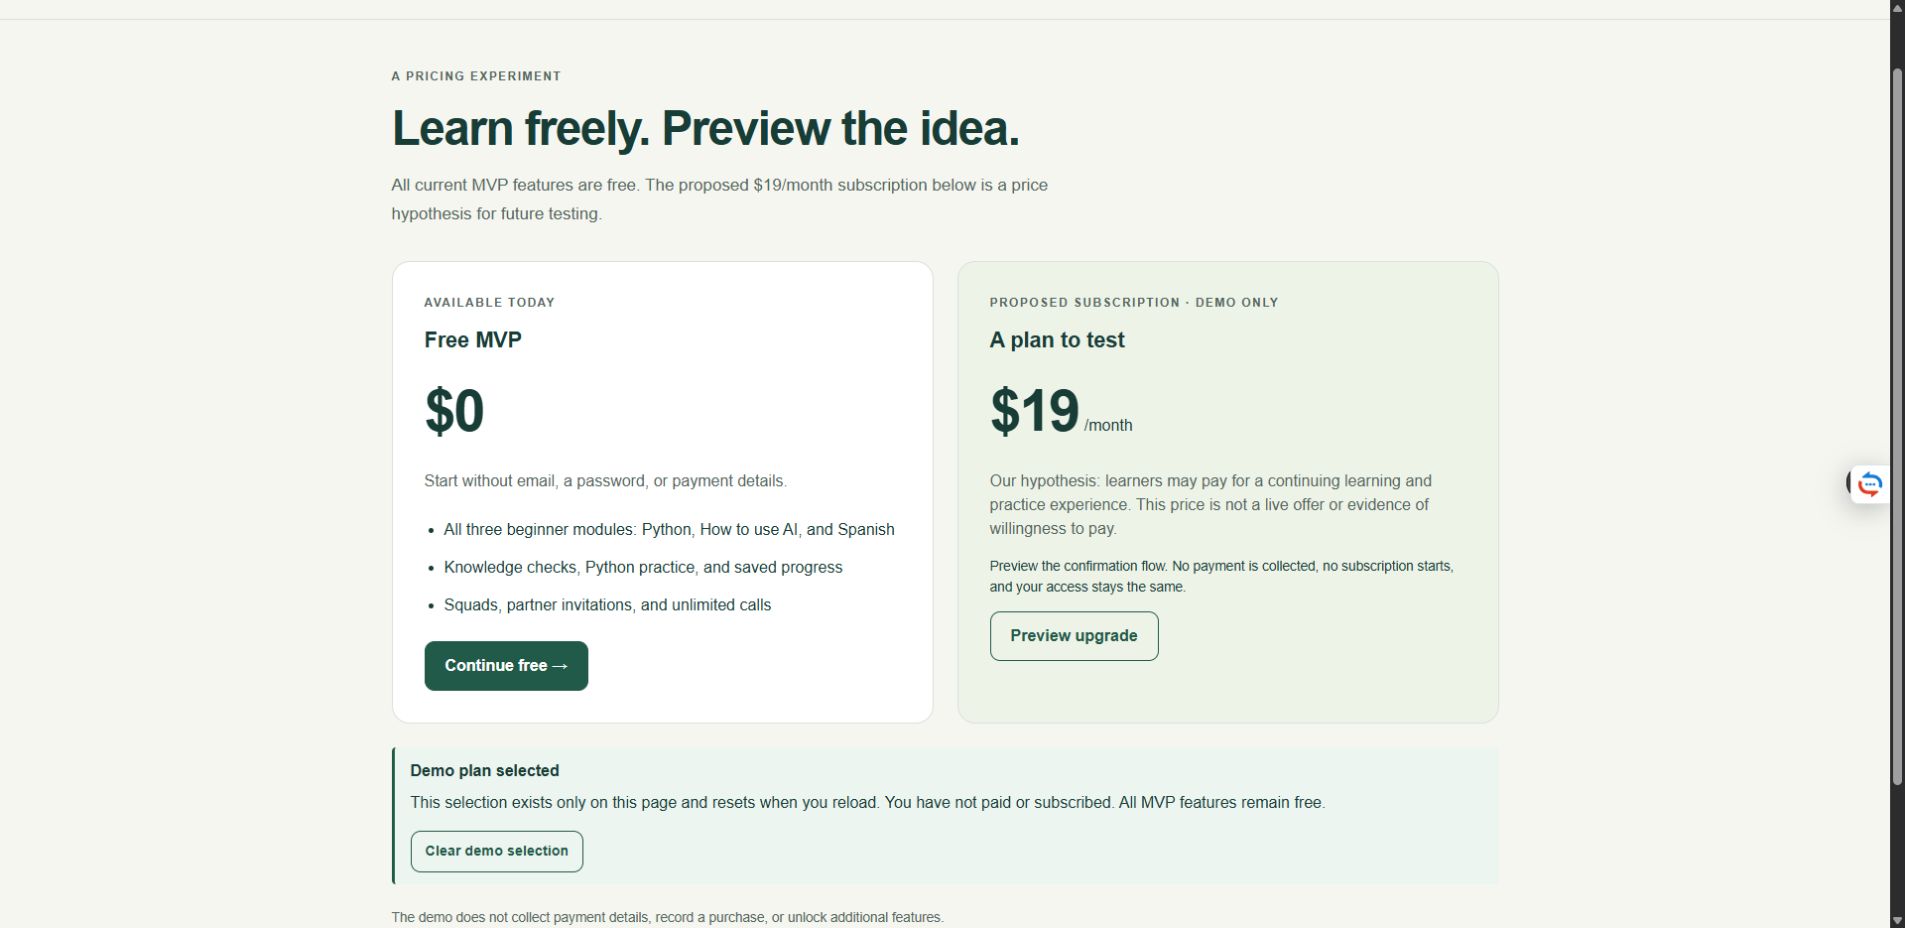 A PRICING EXPERIMENT
Learn freely. Preview the idea.
All current MVP features are free. The proposed $19/month subscription below is a price
hypothesis for future testing.
AVAILABLE TODAY
Free MVP
$0
Start without email, a password, or payment details.
• All three beginner modules: Python, How to use AI, and Spanish
• Knowledge checks, Python practice, and saved progress
• Squads, partner invitations, and unlimited calls
Continue free →
PROPOSED SUBSCRIPTION · DEMO ONLY
A plan to test
$19 /month
Our hypothesis: learners may pay for a continuing learning and
practice experience. This price is not a live offer or evidence of
willingness to pay.
Preview the confirmation flow. No payment is collected, no subscription starts,
and your access stays the same.
Preview upgrade
Demo plan selected
This selection exists only on this page and resets when you reload. You have not paid or subscribed. All MVP features remain free.
Clear demo selection
The demo does not collect payment details, record a purchase, or unlock additional features.